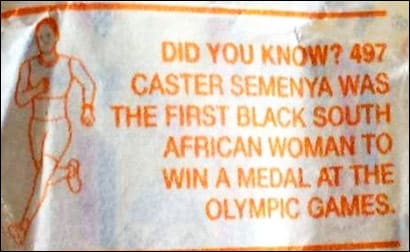 DID YOU KNOW? 497
CASTER SEMENYA WAS
THE FIRST BLACK SOUTH
AFRICAN WOMAN TO
WIN A MEDAL AT THE
OLYMPIC GAMES.